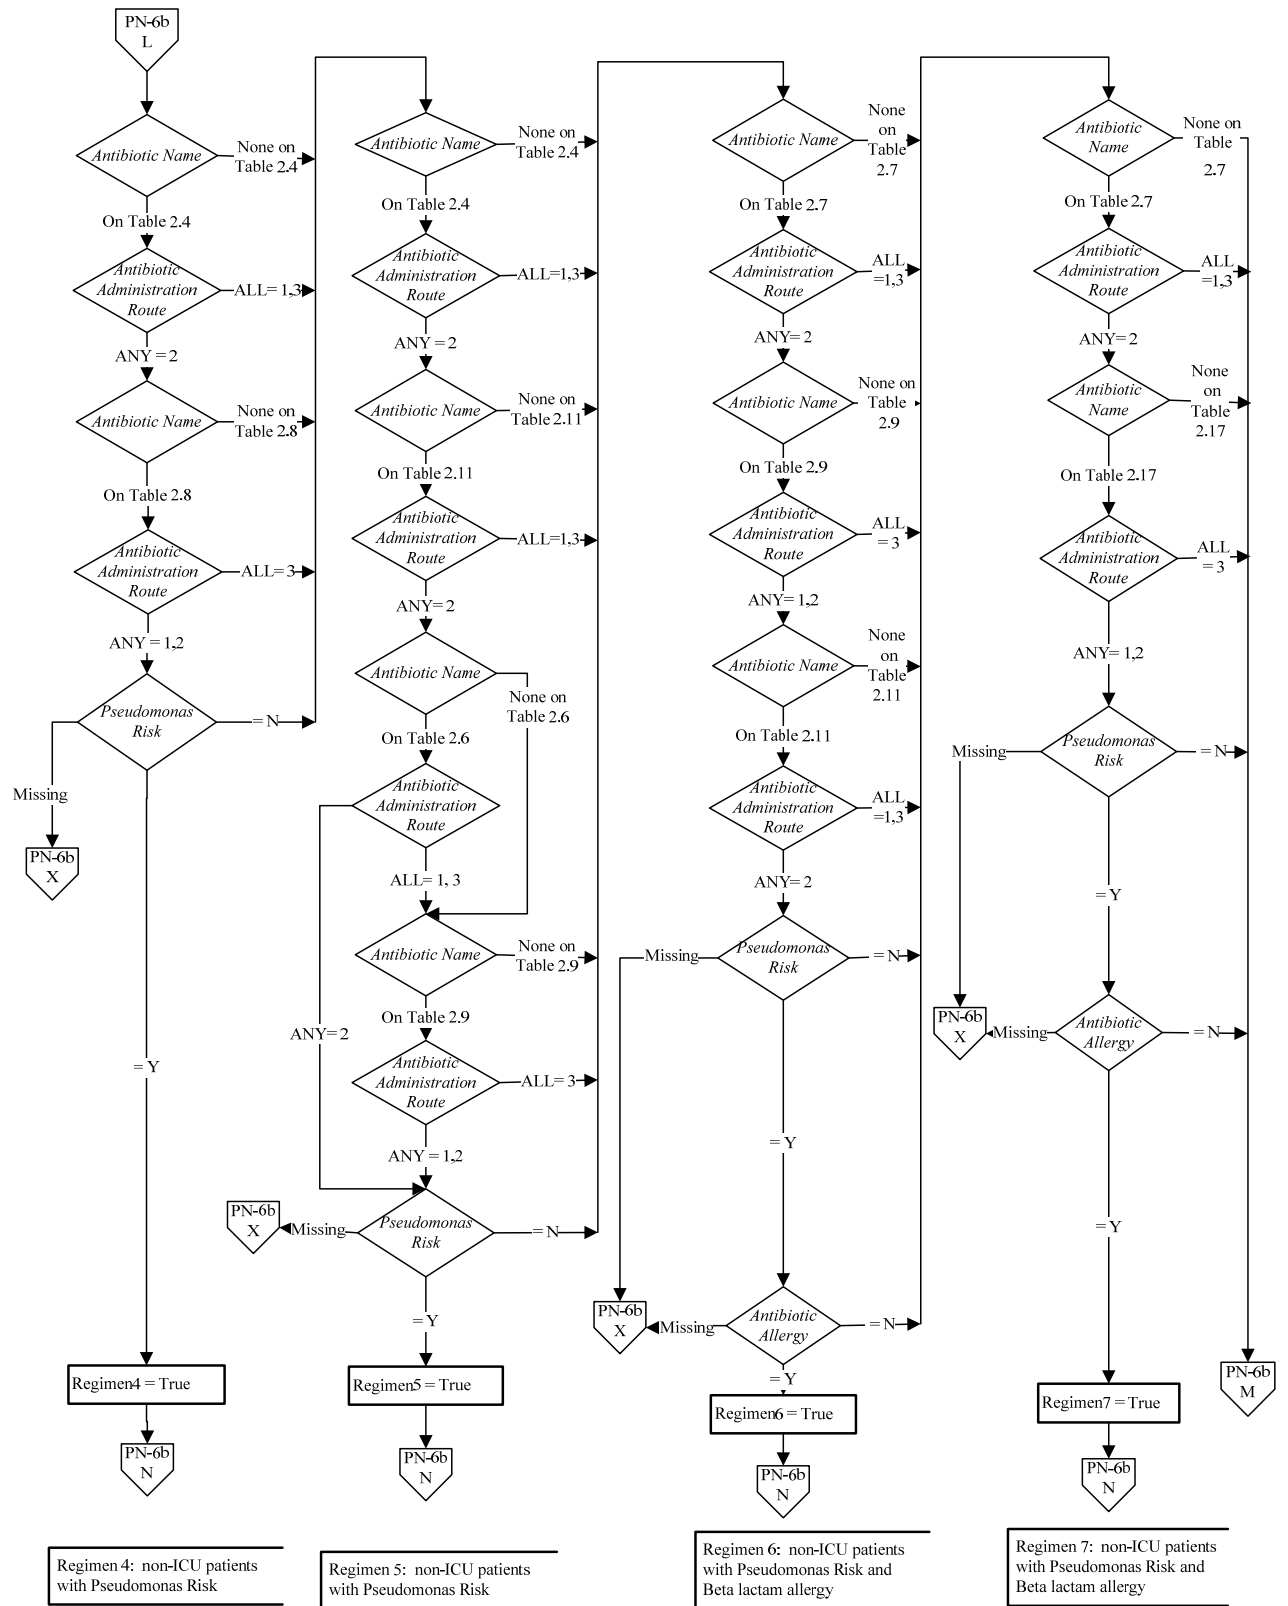 PN-6b
L
Antibiotic Name
None on
Table 2.4
On Table 2.4
Antibiotic
Administration
Route
ALL= 1,3
ANY = 2
Antibiotic Name
None on
Table 2.8
On Table 2.8
Antibiotic
Administration
Route
ALL=3
ANY = 1,2
Pseudomonas
Risk
= N
Missing
PN-6b
X
= Y
Regimen4 = True
PN-6b
N
Regimen 4: non-ICU patients
with Pseudomonas Risk
Antibiotic Name
None on
Table 2.4
On Table 2.4
Antibiotic
Administration
Route
ALL=1,3
ANY = 2
Antibiotic Name
None on
Table 2.11
On Table 2.11
Antibiotic
Administration
Route
ALL=1,3
ANY= 2
Antibiotic Name
None on
Table 2.6
On Table 2.6
Antibiotic
Administration
Route
ALL= 1, 3
ANY= 2
Antibiotic Name
None on
Table 2.9
On Table 2.9
Antibiotic
Administration
Route
ALL= 3
ANY = 1,2
Pseudomonas
Risk
Missing
PN-6b
X
= N
= Y
Regimen5 = True
PN-6b
N
Regimen 5: non-ICU patients
with Pseudomonas Risk
Antibiotic Name
None
on
Table
2.7
On Table 2.7
Antibiotic
Administration
Route
ALL
=1,3
ANY= 2
Antibiotic Name
None on
Table
2.9
On Table 2.9
Antibiotic
Administration
Route
ALL
= 3
ANY= 1,2
Antibiotic Name
None
on
Table
2.11
On Table 2.11
Antibiotic
Administration
Route
ALL
=1,3
ANY= 2
Pseudomonas
Risk
Missing
= N
= Y
PN-6b
X
Missing
Antibiotic
Allergy
= N
= Y
Regimen6 = True
PN-6b
N
Regimen 6: non-ICU patients
with Pseudomonas Risk and
Beta lactam allergy
Antibiotic
Name
None on
Table
2.7
On Table 2.7
Antibiotic
Administration
Route
ALL
=1,3
ANY= 2
Antibiotic
Name
None
on
Table
2.17
On Table 2.17
Antibiotic
Administration
Route
ALL
= 3
ANY= 1,2
Pseudomonas
Risk
Missing
= N
= Y
PN-6b
X
Missing
Antibiotic
Allergy
= N
= Y
Regimen7 = True
PN-6b
M
PN-6b
N
Regimen 7: non-ICU patients
with Pseudomonas Risk and
Beta lactam allergy